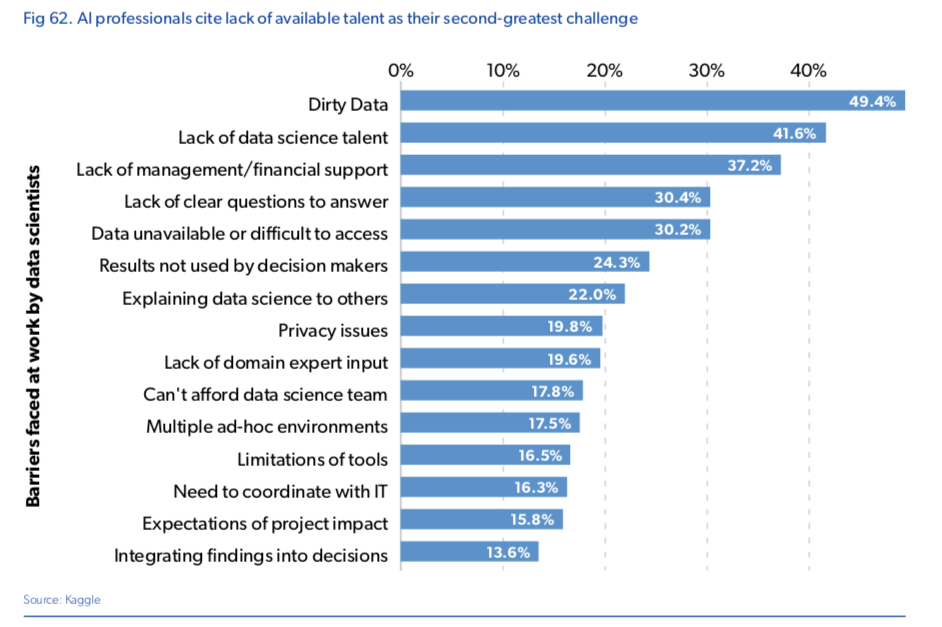 Fig 62. AI professionals cite lack of available talent as their second-greatest challenge
0% 10% 20% 30% 40%
Barriers faced at work by data scientists
Dirty Data 49.4%
Lack of data science talent 41.6%
Lack of management/financial support 37.2%
Lack of clear questions to answer 30.4%
Data unavailable or difficult to access 30.2%
Results not used by decision makers 24.3%
Explaining data science to others 22.0%
Privacy issues 19.8%
Lack of domain expert input 19.6%
Can't afford data science team 17.8%
Multiple ad-hoc environments 17.5%
Limitations of tools 16.5%
Need to coordinate with IT 16.3%
Expectations of project impact 15.8%
Integrating findings into decisions 13.6%
Source: Kaggle